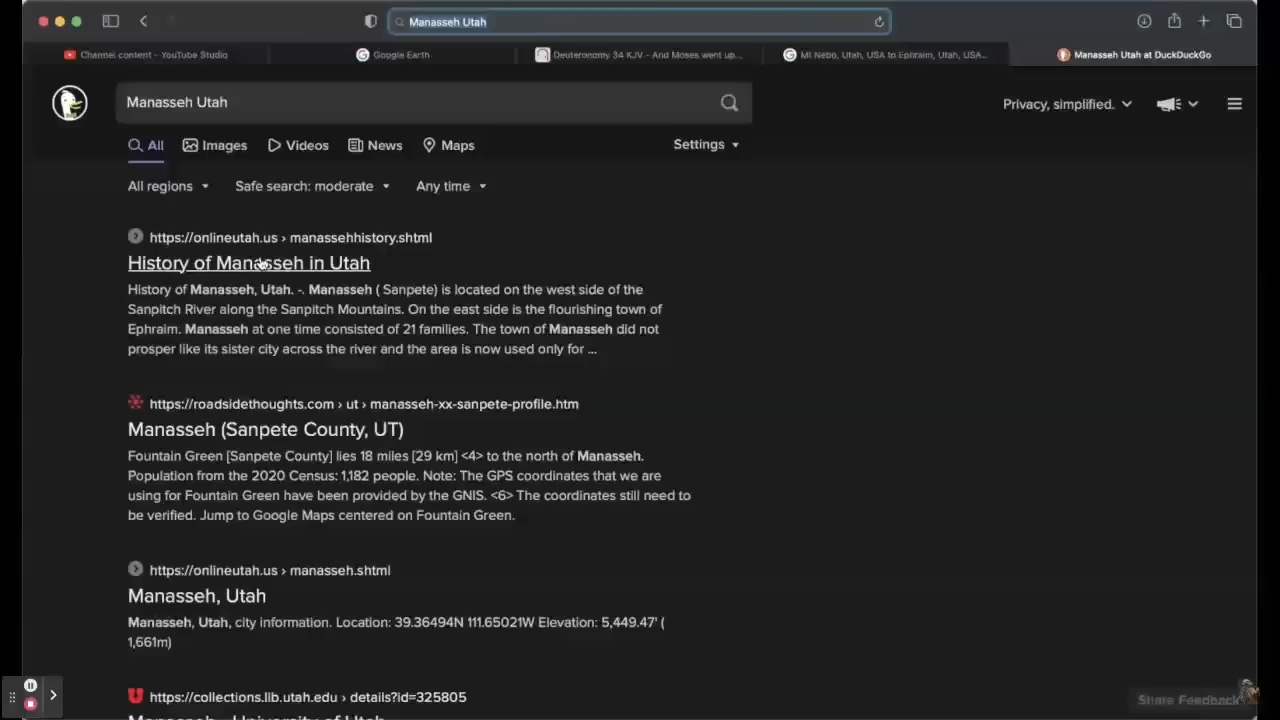 Manasseh Utah
Channel content - YouTube Studio
Google Earth
Deuteronomy 34 KJV - And Moses went up...
Mt Nebo, Utah, USA to Ephraim, Utah, USA...
Manasseh Utah at DuckDuckGo
Manasseh Utah
Privacy, simplified.
All Images Videos News Maps
Settings
All regions Safe search: moderate Any time
https://onlineutah.us › manassehhistory.shtml
History of Manasseh in Utah
History of Manasseh, Utah. -. Manasseh ( Sanpete) is located on the west side of the
Sanpitch River along the Sanpitch Mountains. On the east side is the flourishing town of
Ephraim. Manasseh at one time consisted of 21 families. The town of Manasseh did not
prosper like its sister city across the river and the area is now used only for ...
https://roadsidethoughts.com › ut › manasseh-xx-sanpete-profile.htm
Manasseh (Sanpete County, UT)
Fountain Green [Sanpete County] lies 18 miles [29 km] <4> to the north of Manasseh.
Population from the 2020 Census: 1,182 people. Note: The GPS coordinates that we are
using for Fountain Green have been provided by the GNIS. <6> The coordinates still need to
be verified. Jump to Google Maps centered on Fountain Green.
https://onlineutah.us › manasseh.shtml
Manasseh, Utah
Manasseh, Utah, city information. Location: 39.36494N 111.65021W Elevation: 5,449.47' (
1,661m)
https://collections.lib.utah.edu › details?id=325805
Manasseh - University of Utah
Share Feedback